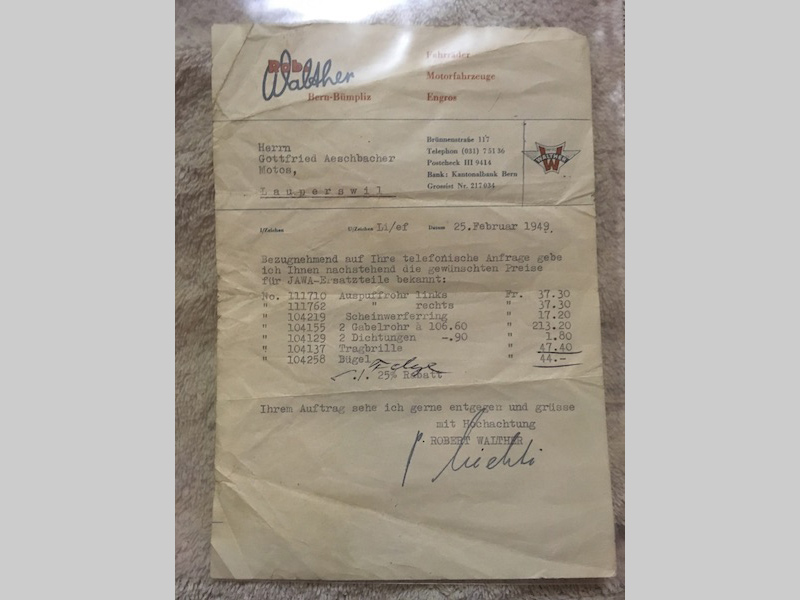 Rob. Walther
Bern-Bümpliz
Fahrräder
Motorfahrzeuge
Engros
Herrn
Gottfried Aeschbacher
Motos,
Lauperswil
Brünnenstraße 117
Telephon (031) 7 51 36
Postcheck III 9414
Bank: Kantonalbank Bern
Grossist Nr. 217 034
WALTHER
W
U/Zeichen Li/ef Datum 25.Februar 1949.
Bezugnehmend auf Ihre telefonische Anfrage gebe
ich Ihnen nachstehend die gewünschten Preise
für JAWA-Ersatzteile bekannt:
No. 111710 Auspuffrohr links Fr. 37.30
" 111762 " rechts " 37.30
" 104219 Scheinwerferring " 17.20
" 104155 2 Gabelrohr à 106.60 " 213.20
" 104129 2 Dichtungen -.90 " 1.80
" 104137 Tragbrille " 47.40
" 104258 Bügel " 44.-
./. 25% Rabatt
Ihrem Auftrag sehe ich gerne entgegen und grüsse
mit Hochachtung
p. ROBERT WALTHER